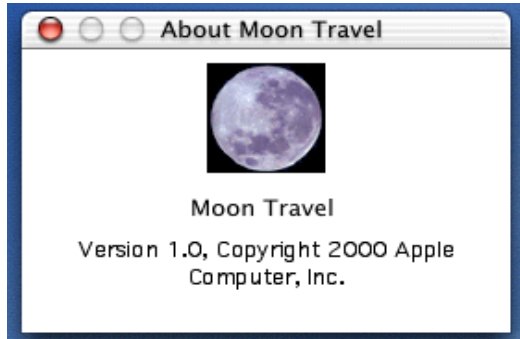 About Moon Travel
Moon Travel
Version 1.0, Copyright 2000 Apple
Computer, Inc.